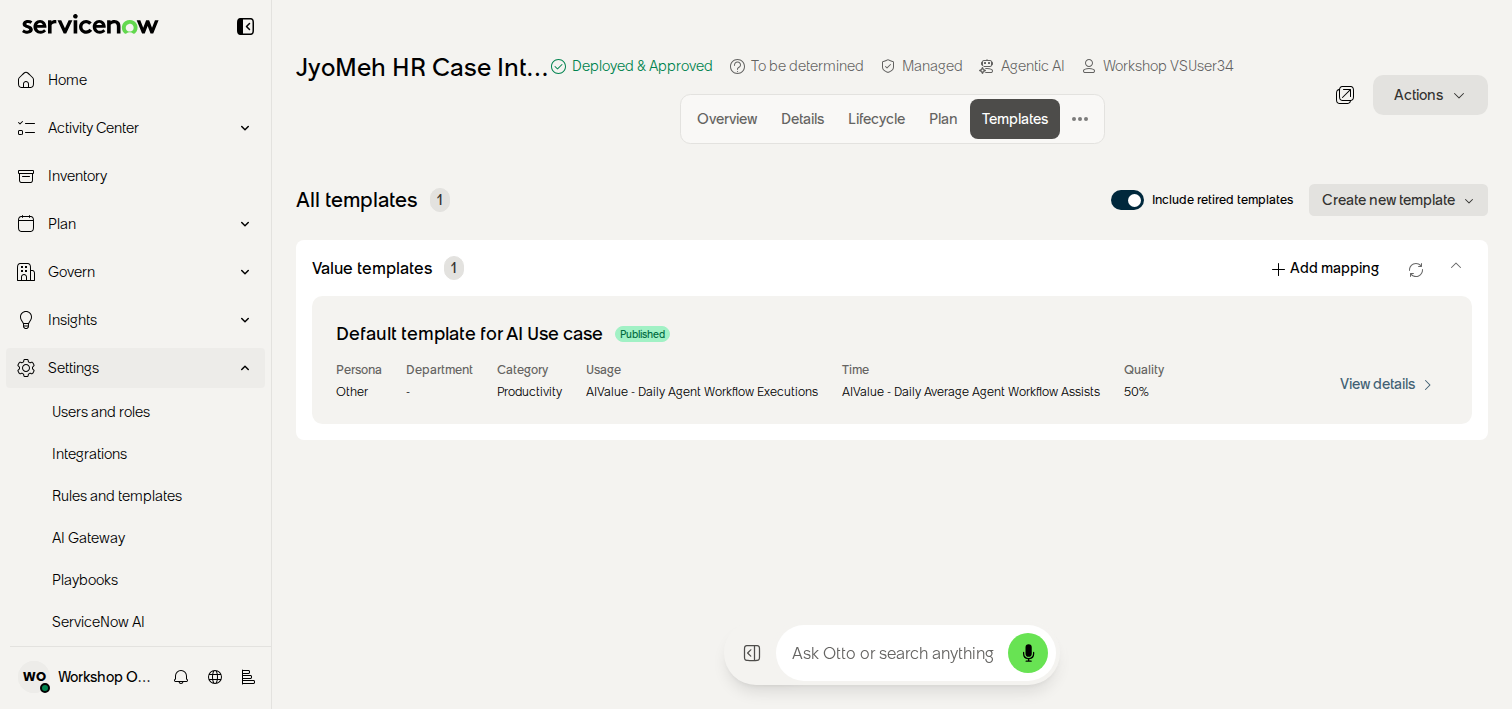 servicenow
Home
Activity Center
Inventory
Plan
Govern
Insights
Settings
Users and roles
Integrations
Rules and templates
AI Gateway
Playbooks
ServiceNow AI
WO Workshop O...
JyoMeh HR Case Int... Deployed & Approved To be determined Managed Agentic AI Workshop VSUser34
Actions
Overview Details Lifecycle Plan Templates
All templates 1 Include retired templates Create new template
Value templates 1 Add mapping
Default template for AI Use case Published
Persona Department Category Usage Time Quality
Other - Productivity AIValue - Daily Agent Workflow Executions AIValue - Daily Average Agent Workflow Assists 50%
View details
Ask Otto or search anything